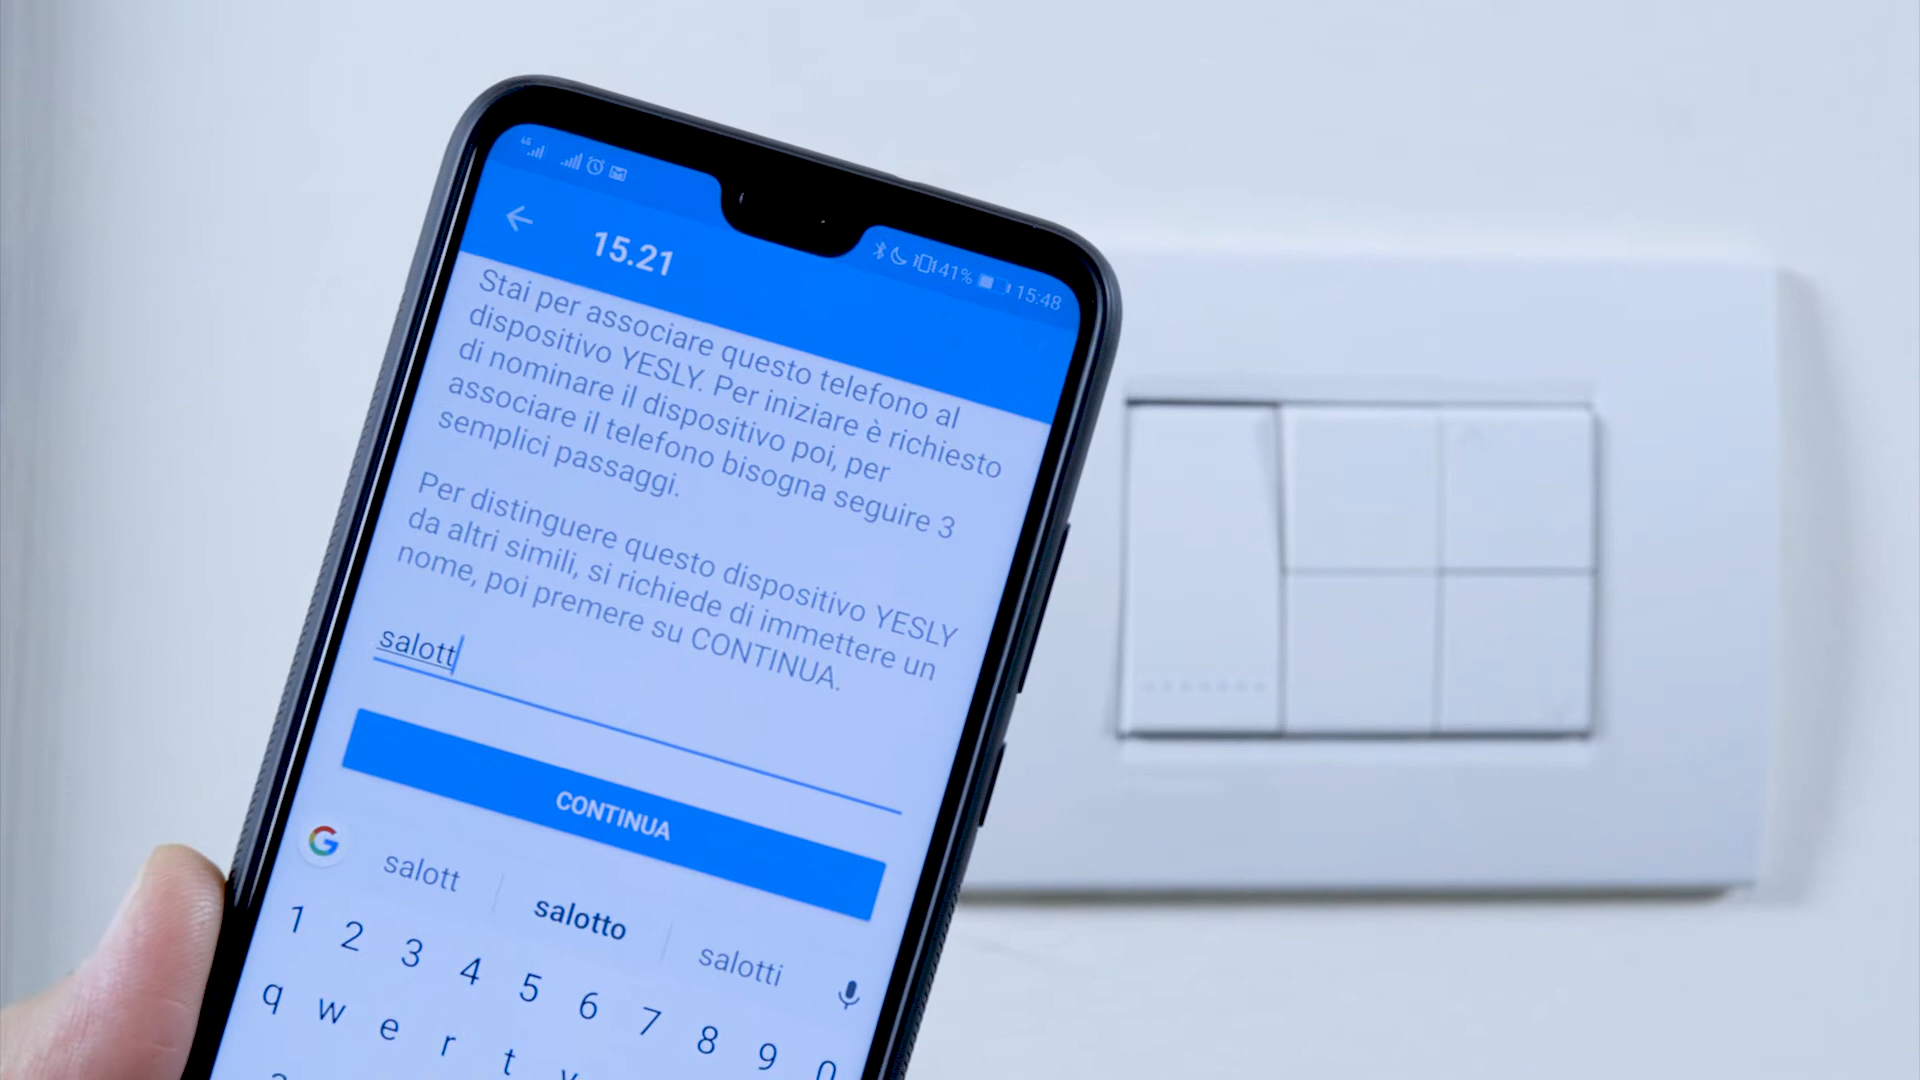 4G
41% 15:48
15.21
Stai per associare questo telefono al
dispositivo YESLY. Per iniziare è richiesto
di nominare il dispositivo poi, per
associare il telefono bisogna seguire 3
semplici passaggi.
Per distinguere questo dispositivo YESLY
da altri simili, si richiede di immettere un
nome, poi premere su CONTINUA.
salott
CONTINUA
G salott salotto salotti
1 2 3 4 5 6 7 8 9 0
q w e r t